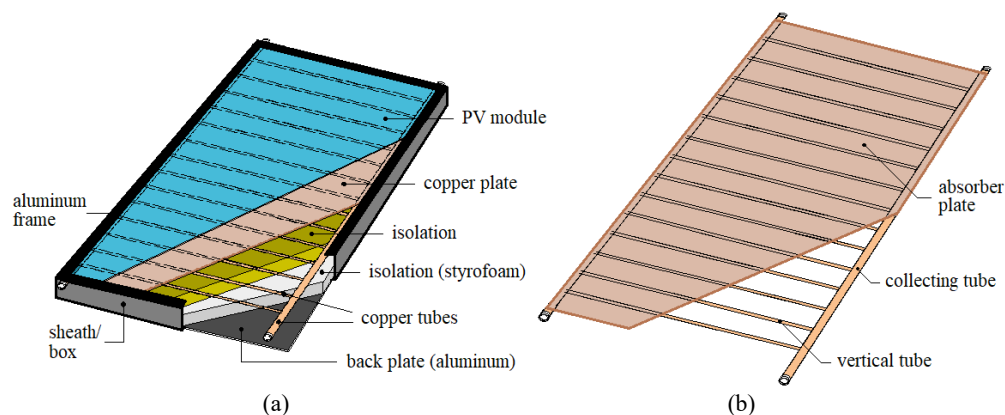 PV module
copper plate
aluminum
frame
isolation
isolation (styrofoam)
copper tubes
sheath/
box
back plate (aluminum)
(a)
absorber
plate
collecting tube
vertical tube
(b)